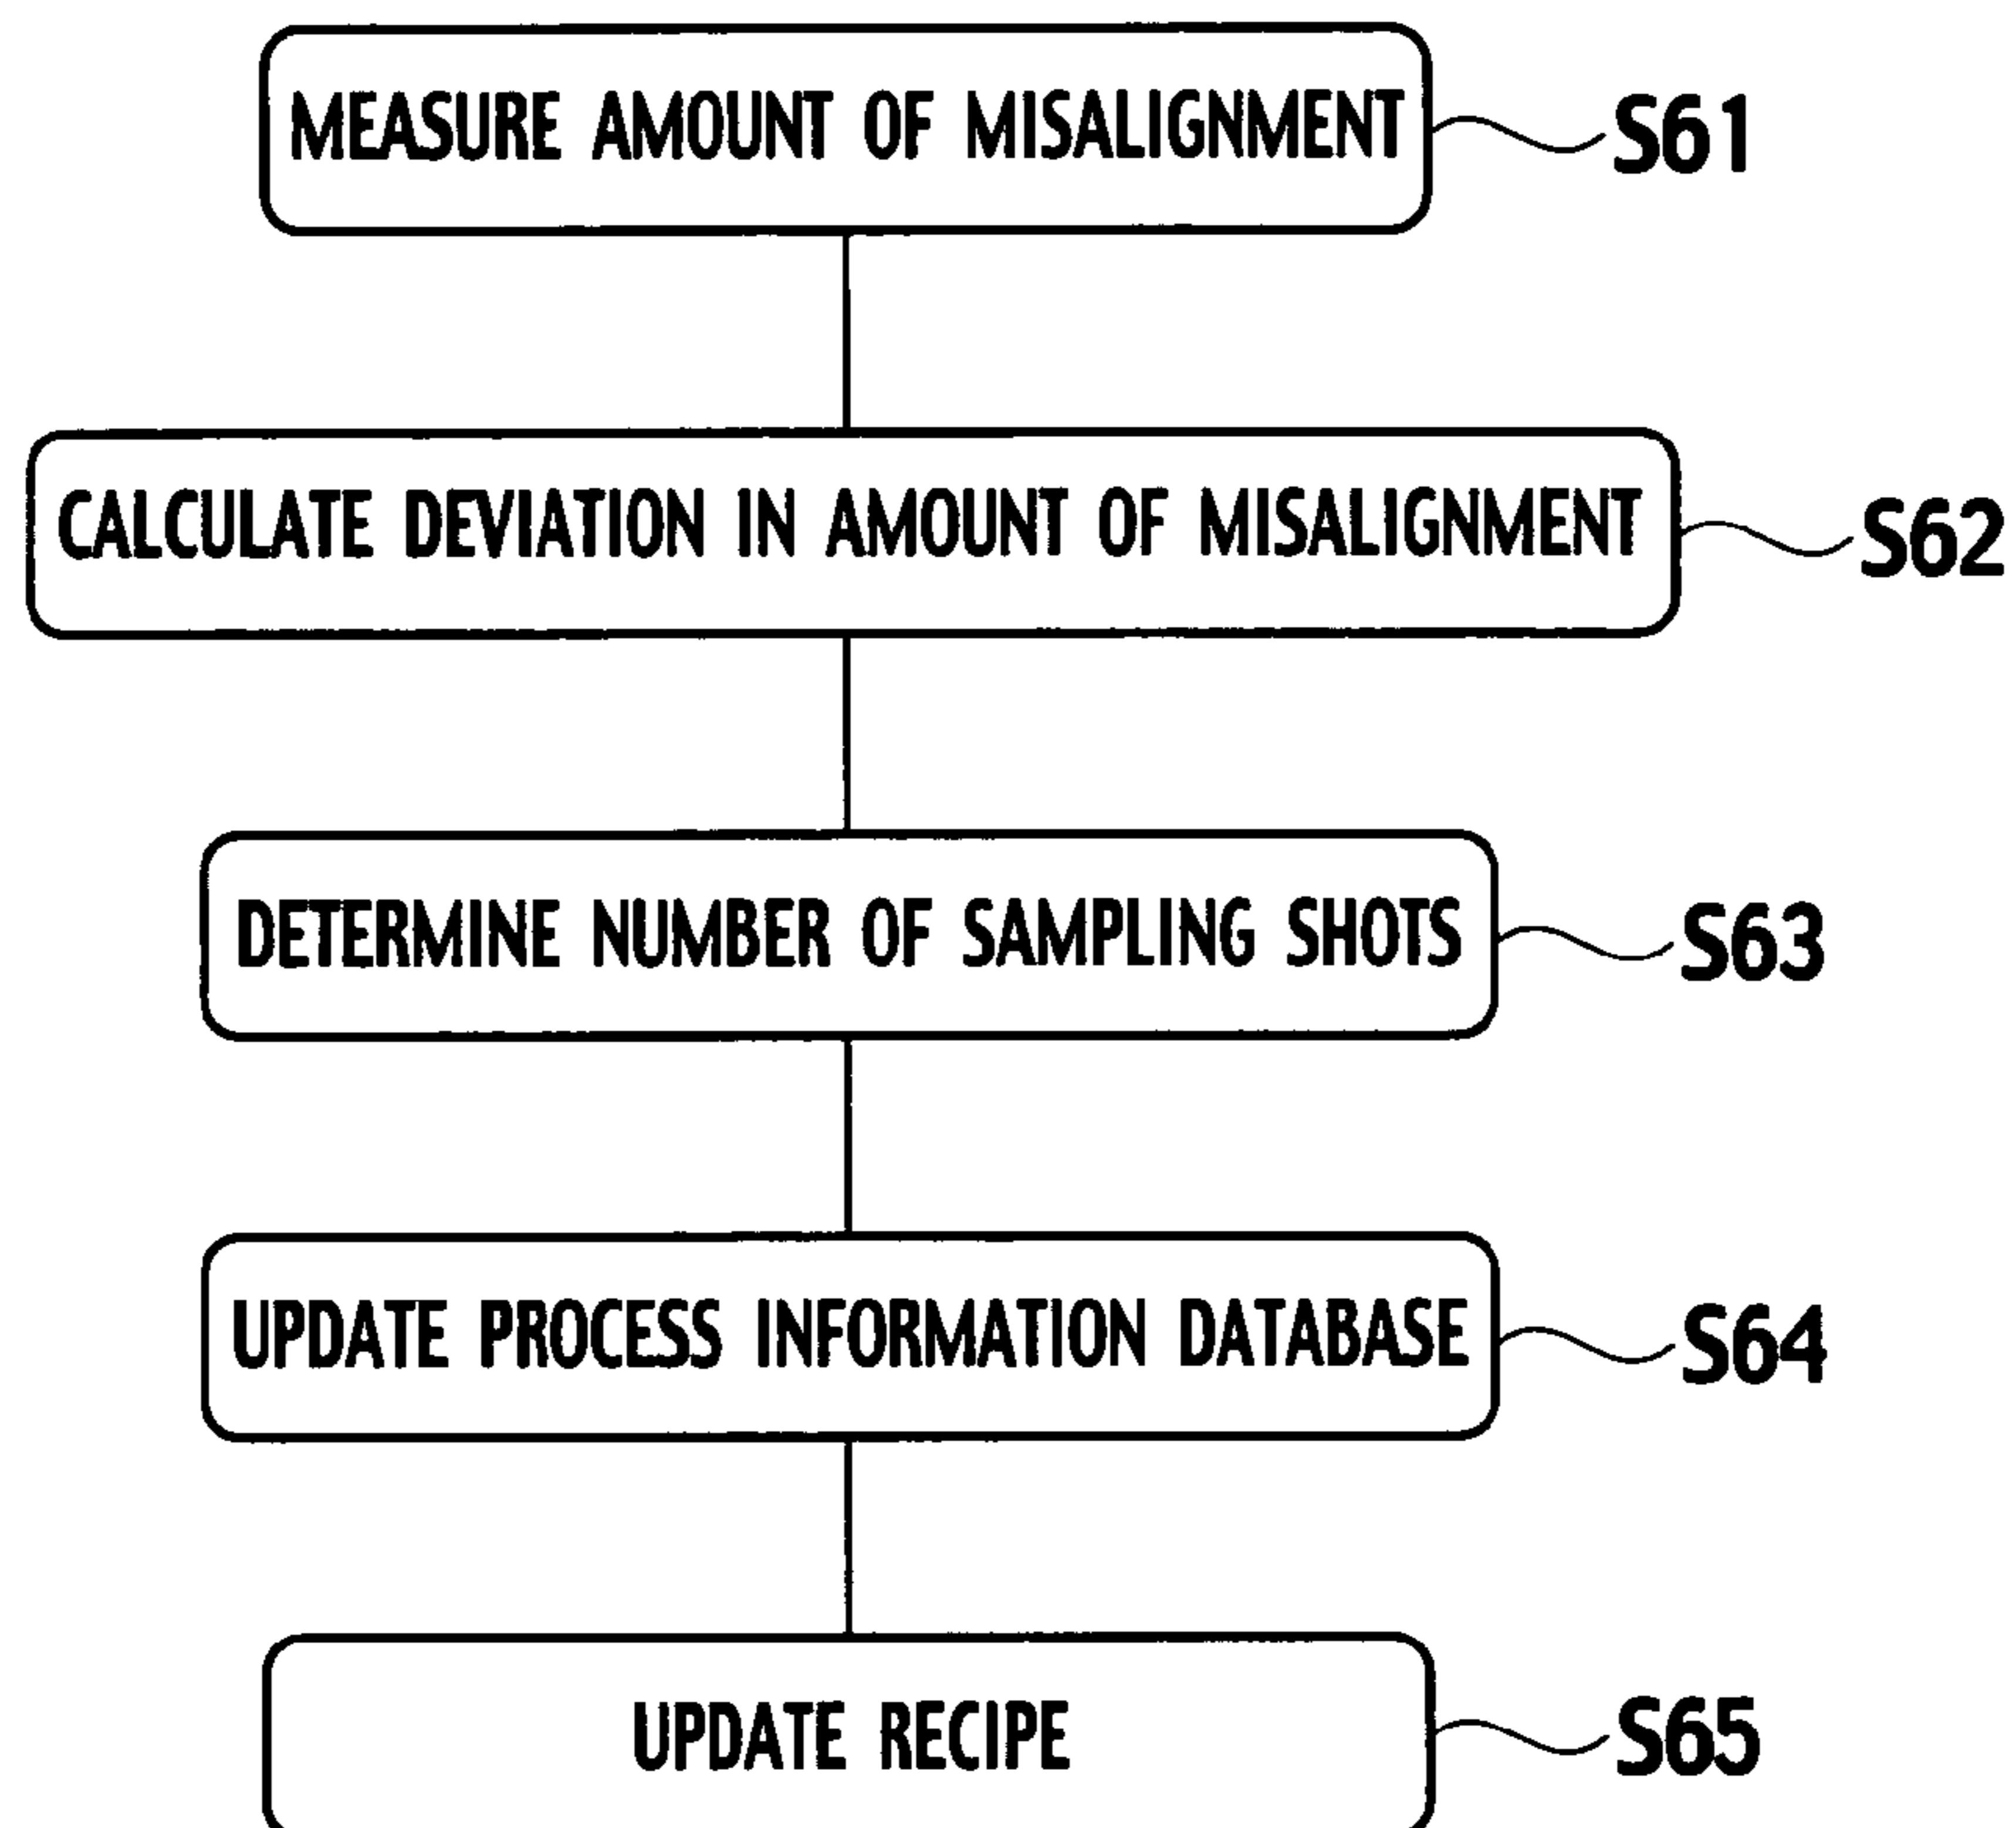 MEASURE AMOUNT OF MISALIGNMENT S61
CALCULATE DEVIATION IN AMOUNT OF MISALIGNMENT S62
DETERMINE NUMBER OF SAMPLING SHOTS S63
UPDATE PROCESS INFORMATION DATABASE S64
UPDATE RECIPE S65